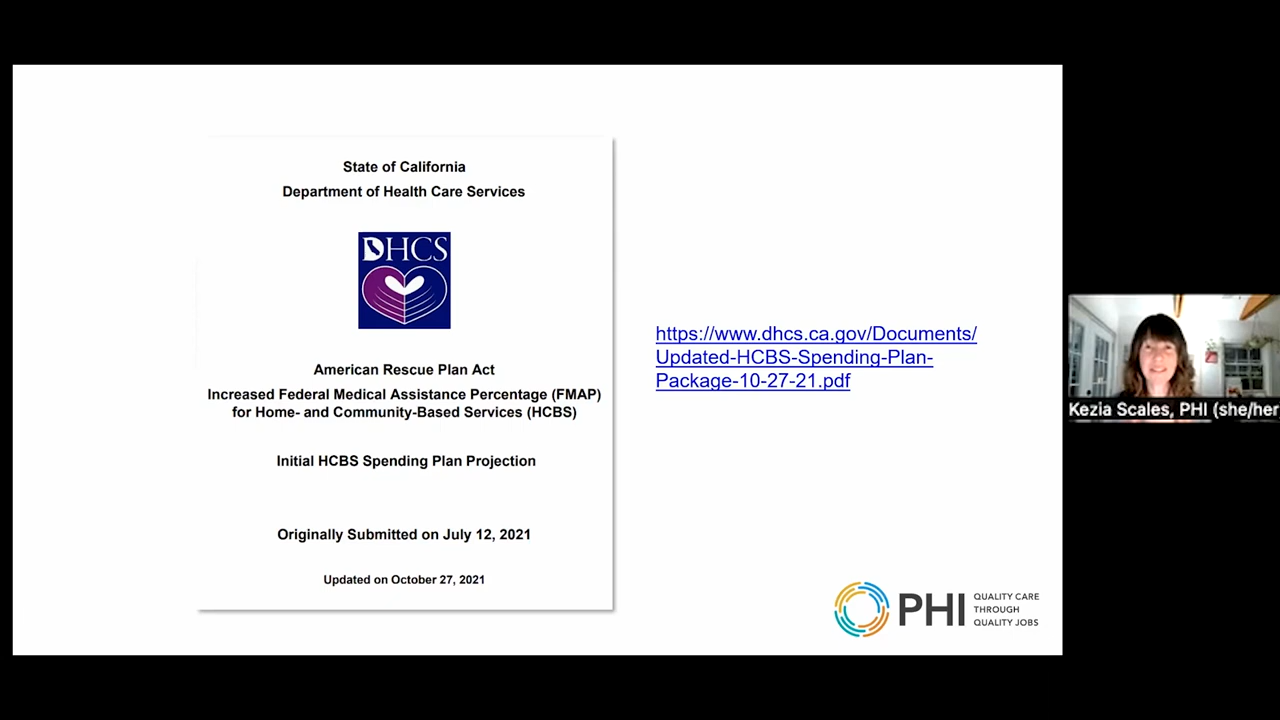 State of California
Department of Health Care Services
DHCS
American Rescue Plan Act
Increased Federal Medical Assistance Percentage (FMAP)
for Home- and Community-Based Services (HCBS)
Initial HCBS Spending Plan Projection
Originally Submitted on July 12, 2021
Updated on October 27, 2021
https://www.dhcs.ca.gov/Documents/
Updated-HCBS-Spending-Plan-
Package-10-27-21.pdf
Kezia Scales, PHI (she/her
PHI
QUALITY CARE
THROUGH
QUALITY JOBS